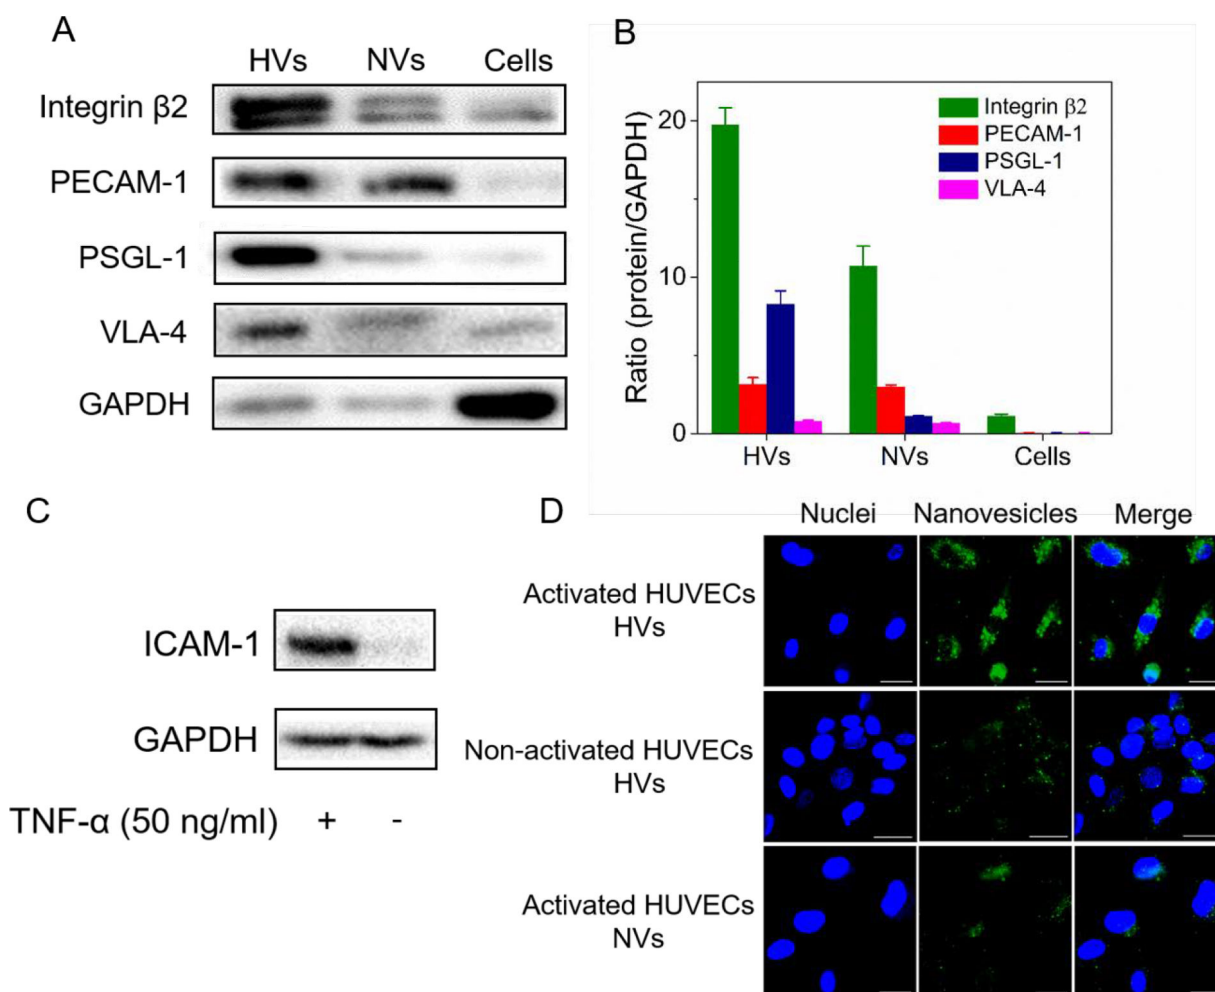 A
HVs NVs Cells
Integrin β2
PECAM-1
PSGL-1
VLA-4
GAPDH
B
Ratio (protein/GAPDH)
20
10
0
Integrin β2
PECAM-1
PSGL-1
VLA-4
HVs NVs Cells
C
ICAM-1
GAPDH
TNF-α (50 ng/ml) + -
D
Nuclei Nanovesicles Merge
Activated HUVECs
HVs
Non-activated HUVECs
HVs
Activated HUVECs
NVs